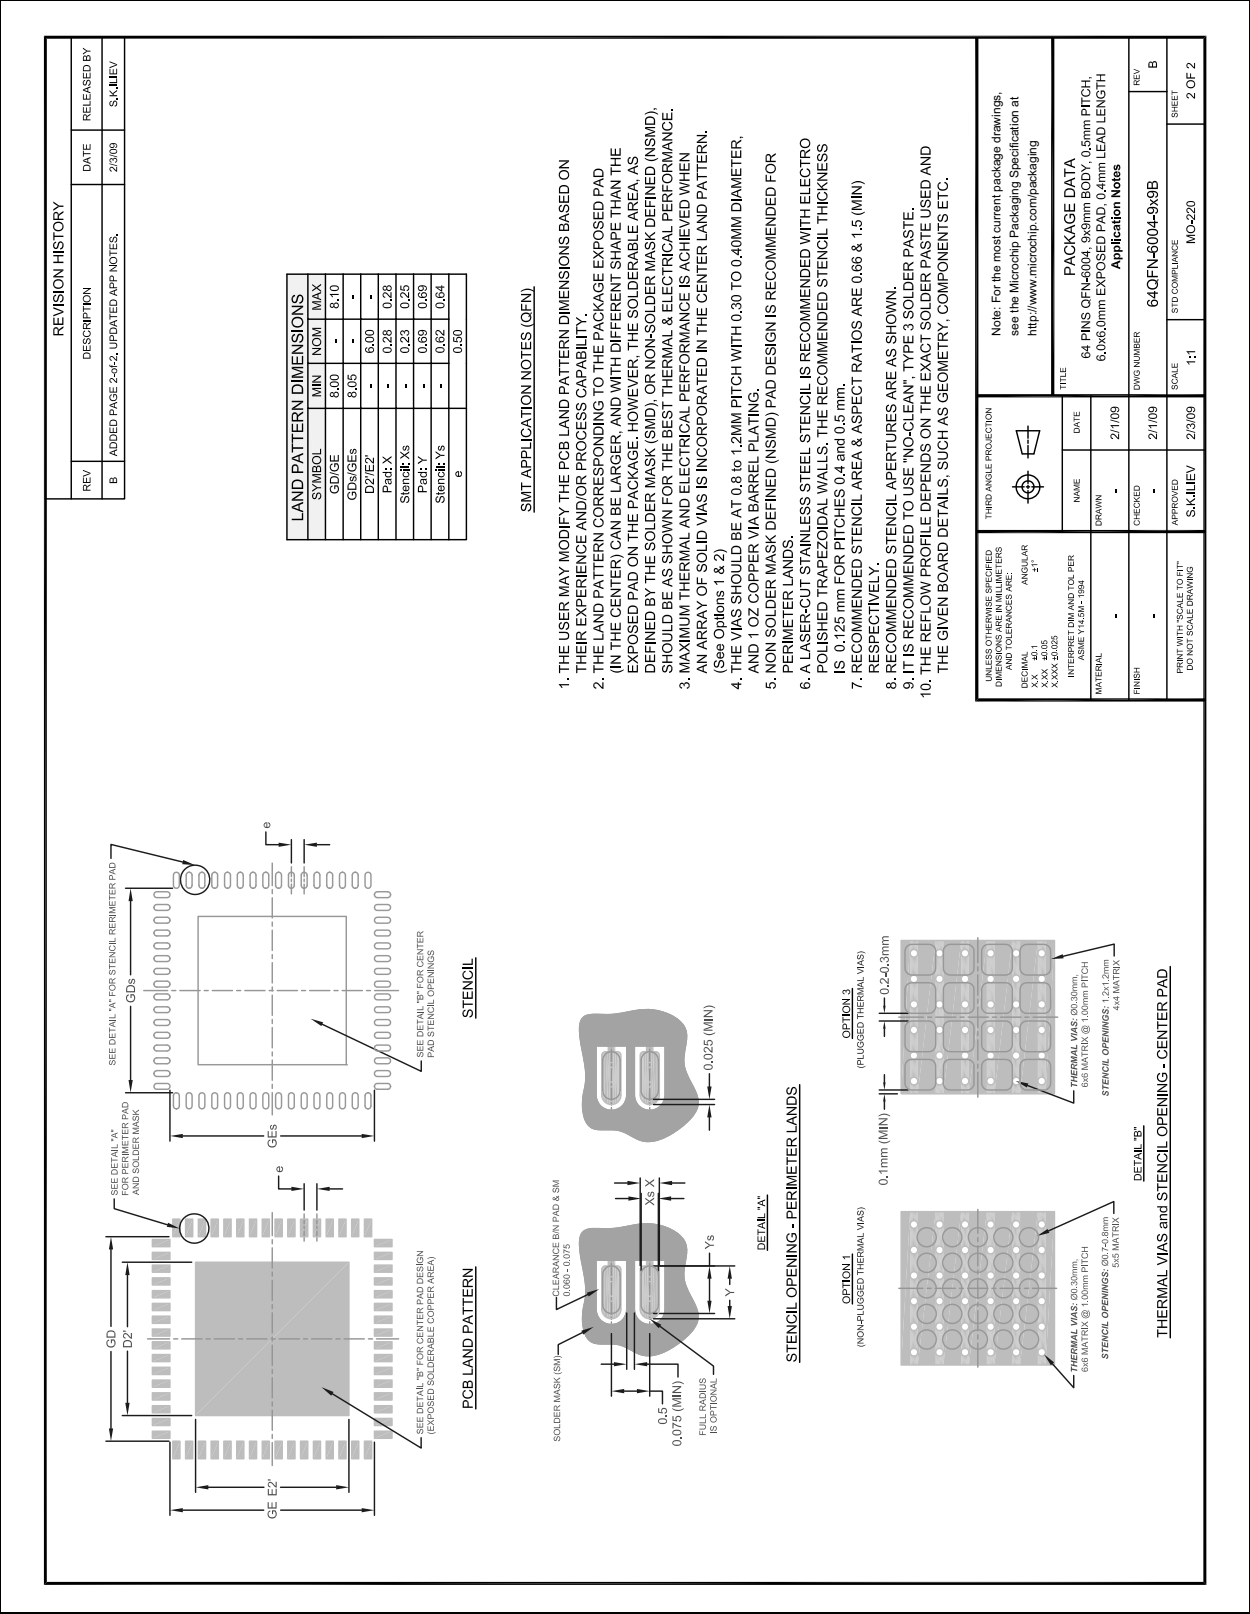 REVISION HISTORY
REV DESCRIPTION DATE RELEASED BY
B ADDED PAGE 2-of-2, UPDATED APP NOTES. 2/3/09 S.K.ILIEV
SEE DETAIL "A"
FOR PERIMETER PAD
AND SOLDER MASK
GD
D2'
e
GE
E2'
SEE DETAIL "B" FOR CENTER PAD DESIGN
(EXPOSED SOLDERABLE COPPER AREA)
PCB LAND PATTERN
SEE DETAIL "A" FOR STENCIL RERIMETER PAD
GDs
e
GEs
SEE DETAIL "B" FOR CENTER
PAD STENCIL OPENINGS
STENCIL
LAND PATTERN DIMENSIONS
SYMBOL MIN NOM MAX
GD/GE 8.00 - 8.10
GDs/GEs 8.05 - -
D2'/E2' - 6.00 -
Pad: X - 0.28 0.28
Stencil: Xs - 0.23 0.25
Pad: Y - 0.69 0.69
Stencil: Ys - 0.62 0.64
e 0.50
SOLDER MASK (SM)
CLEARANCE B/N PAD & SM
0.060 - 0.075
Xs X
0.5
0.075 (MIN)
FULL RADIUS
IS OPTIONAL
Ys
Y
0.025 (MIN)
DETAIL "A"
STENCIL OPENING - PERIMETER LANDS
OPTION 1
(NON-PLUGGED THERMAL VIAS)
THERMAL VIAS: Ø0.30mm,
6x6 MATRIX @ 1.00mm PITCH
STENCIL OPENINGS: Ø0.7-0.8mm
5x5 MATRIX
OPTION 3
(PLUGGED THERMAL VIAS)
0.1mm (MIN)
0.2-0.3mm
THERMAL VIAS: Ø0.30mm,
6x6 MATRIX @ 1.00mm PITCH
STENCIL OPENINGS: 1.2x1.2mm
4x4 MATRIX
DETAIL "B"
THERMAL VIAS and STENCIL OPENING - CENTER PAD
SMT APPLICATION NOTES (QFN)
1. THE USER MAY MODIFY THE PCB LAND PATTERN DIMENSIONS BASED ON
THEIR EXPERIENCE AND/OR PROCESS CAPABILITY.
2. THE LAND PATTERN CORRESPONDING TO THE PACKAGE EXPOSED PAD
(IN THE CENTER) CAN BE LARGER, AND WITH DIFFERENT SHAPE THAN THE
EXPOSED PAD ON THE PACKAGE. HOWEVER, THE SOLDERABLE AREA, AS
DEFINED BY THE SOLDER MASK (SMD), OR NON-SOLDER MASK DEFINED (NSMD),
SHOULD BE AS SHOWN FOR THE BEST THERMAL & ELECTRICAL PERFORMANCE.
3. MAXIMUM THERMAL AND ELECTRICAL PERFORMANCE IS ACHIEVED WHEN
AN ARRAY OF SOLID VIAS IS INCORPORATED IN THE CENTER LAND PATTERN.
(See Options 1 & 2)
4. THE VIAS SHOULD BE AT 0.8 to 1.2MM PITCH WITH 0.30 TO 0.40MM DIAMETER,
AND 1 OZ COPPER VIA BARREL PLATING.
5. NON SOLDER MASK DEFINED (NSMD) PAD DESIGN IS RECOMMENDED FOR
PERIMETER LANDS.
6. A LASER-CUT STAINLESS STEEL STENCIL IS RECOMMENDED WITH ELECTRO
POLISHED TRAPEZOIDAL WALLS. THE RECOMMENDED STENCIL THICKNESS
IS 0.125 mm FOR PITCHES 0.4 and 0.5 mm.
7. RECOMMENDED STENCIL AREA & ASPECT RATIOS ARE 0.66 & 1.5 (MIN)
RESPECTIVELY.
8. RECOMMENDED STENCIL APERTURES ARE AS SHOWN.
9. IT IS RECOMMENDED TO USE "NO-CLEAN", TYPE 3 SOLDER PASTE.
10. THE REFLOW PROFILE DEPENDS ON THE EXACT SOLDER PASTE USED AND
THE GIVEN BOARD DETAILS, SUCH AS GEOMETRY, COMPONENTS ETC.
UNLESS OTHERWISE SPECIFIED
DIMENSIONS ARE IN MILLIMETERS
AND TOLERANCES ARE:
DECIMAL ANGULAR
X.X ±0.1 ±1°
X.XX ±0.05
X.XXX ±0.025
INTERPRET DIM AND TOL PER
ASME Y14.5M - 1994
MATERIAL
-
FINISH
-
PRINT WITH "SCALE TO FIT"
DO NOT SCALE DRAWING
THIRD ANGLE PROJECTION
NAME DATE
DRAWN
- 2/1/09
CHECKED
- 2/1/09
APPROVED
S.K.ILIEV 2/3/09
Note: For the most current package drawings,
see the Microchip Packaging Specification at
http://www.microchip.com/packaging
TITLE
PACKAGE DATA
64 PINS QFN-6004, 9x9mm BODY, 0.5mm PITCH,
6.0x6.0mm EXPOSED PAD, 0.4mm LEAD LENGTH
Application Notes
DWG NUMBER
64QFN-6004-9x9B
REV
B
SCALE
1:1
STD COMPLIANCE
MO-220
SHEET
2 OF 2